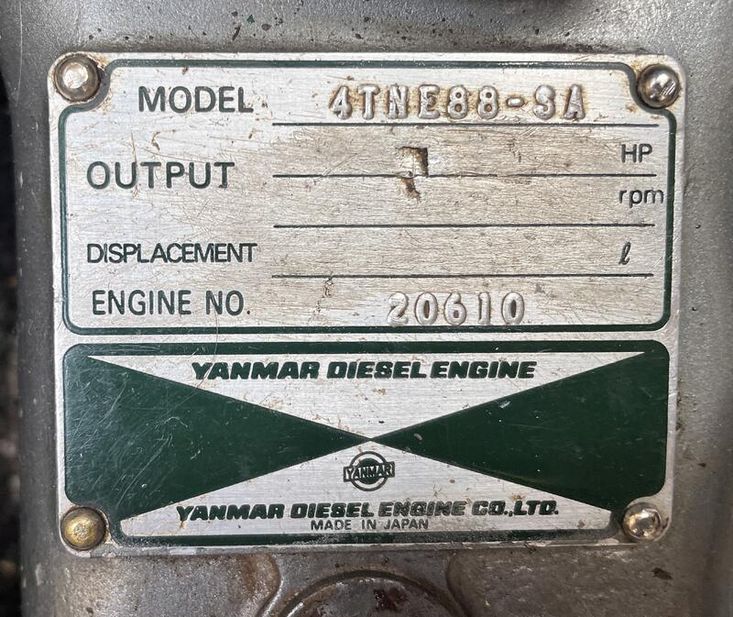 MODEL 4TNE88-SA
OUTPUT HP
rpm
DISPLACEMENT ℓ
ENGINE NO. 20610
YANMAR DIESEL ENGINE
YANMAR
YANMAR DIESEL ENGINE CO.,LTD.
MADE IN JAPAN